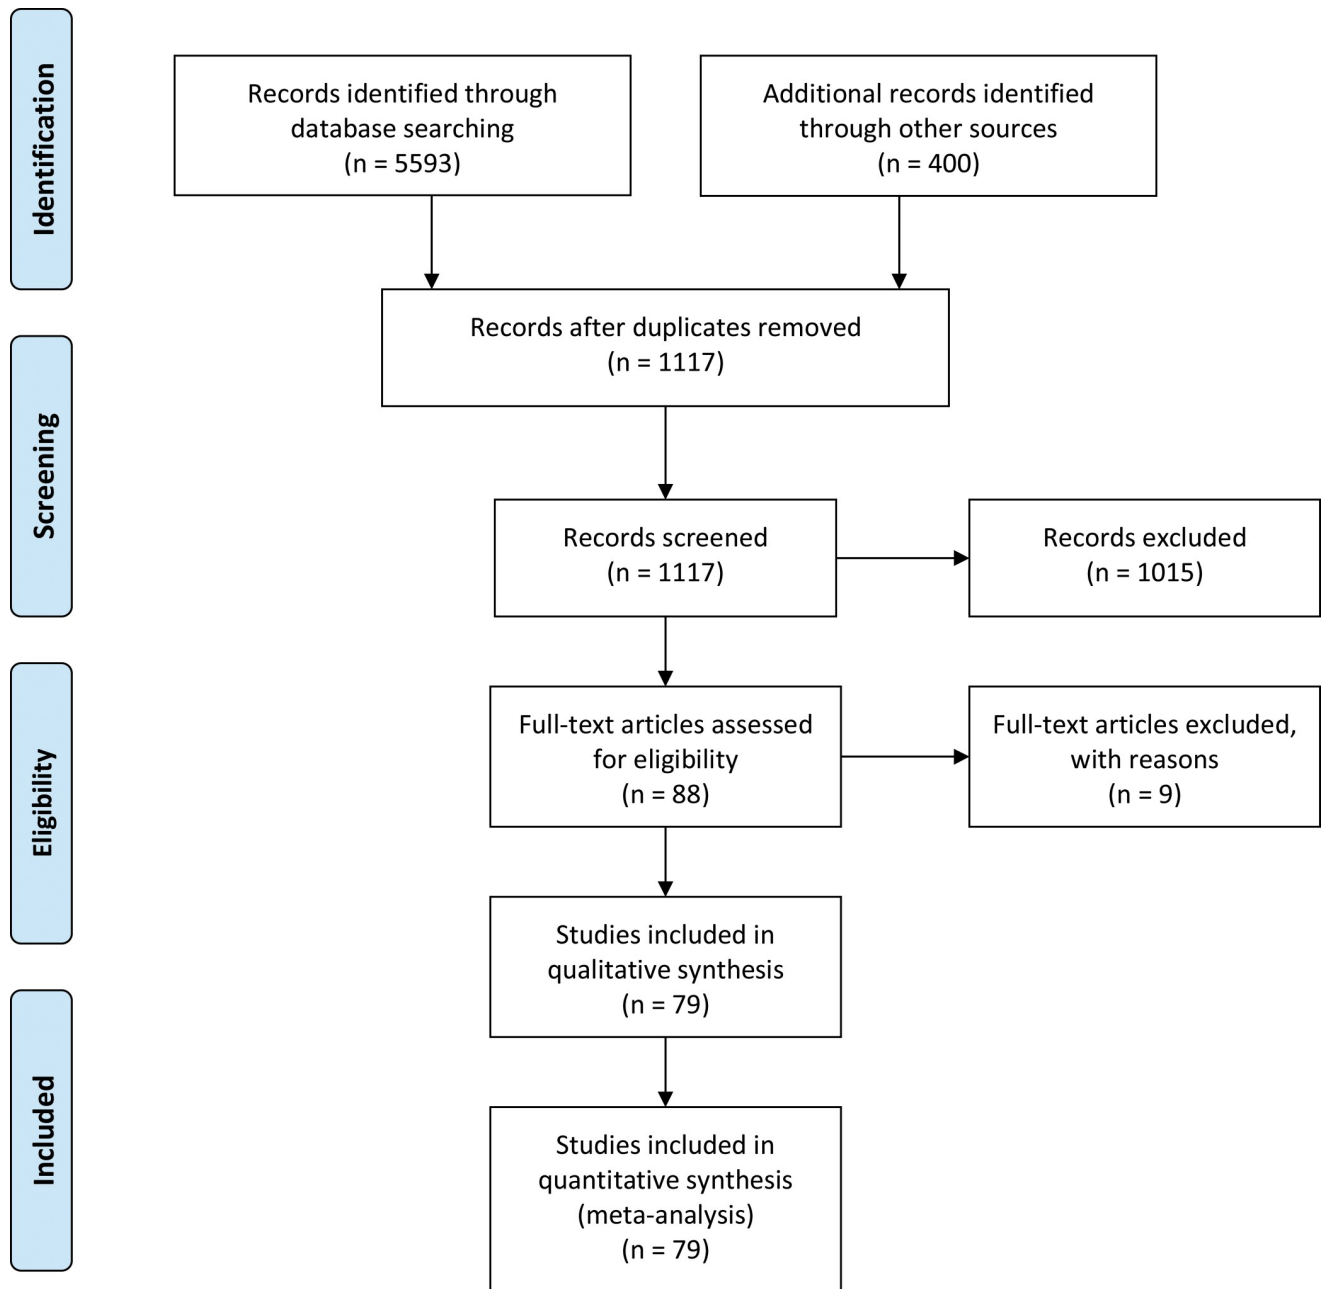 Identification
Records identified through
database searching
(n = 5593)
Additional records identified
through other sources
(n = 400)
Records after duplicates removed
(n = 1117)
Screening
Records screened
(n = 1117)
Records excluded
(n = 1015)
Eligibility
Full-text articles assessed
for eligibility
(n = 88)
Full-text articles excluded,
with reasons
(n = 9)
Studies included in
qualitative synthesis
(n = 79)
Included
Studies included in
quantitative synthesis
(meta-analysis)
(n = 79)